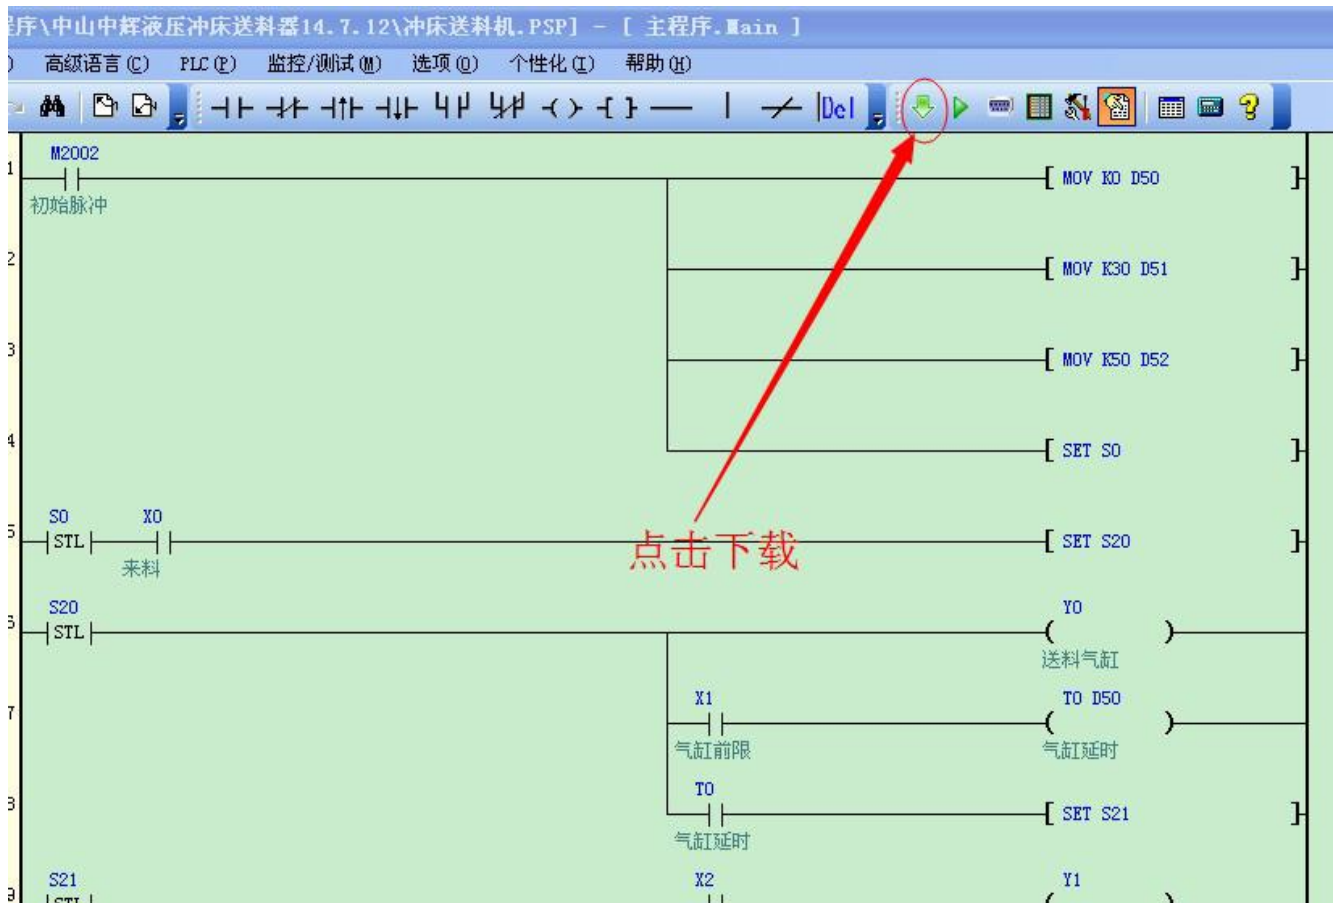 程序\中山中辉液压冲床送料器14.7.12\冲床送料机.PSP] - [ 主程序.Main ]
) 高级语言(C) PLC(P) 监控/测试(M) 选项(O) 个性化(I) 帮助(H)
Del
1 M2002
MOV K0 D50
初始脉冲
2 MOV K30 D51
3 MOV K50 D52
4 SET S0
S0 X0
5 STL SET S20
点击下载
来料
S20 Y0
6 STL
送料气缸
X1 T0 D50
7
气缸前限 气缸延时
T0
8 SET S21
气缸延时
S21 X2 Y1
9 STL